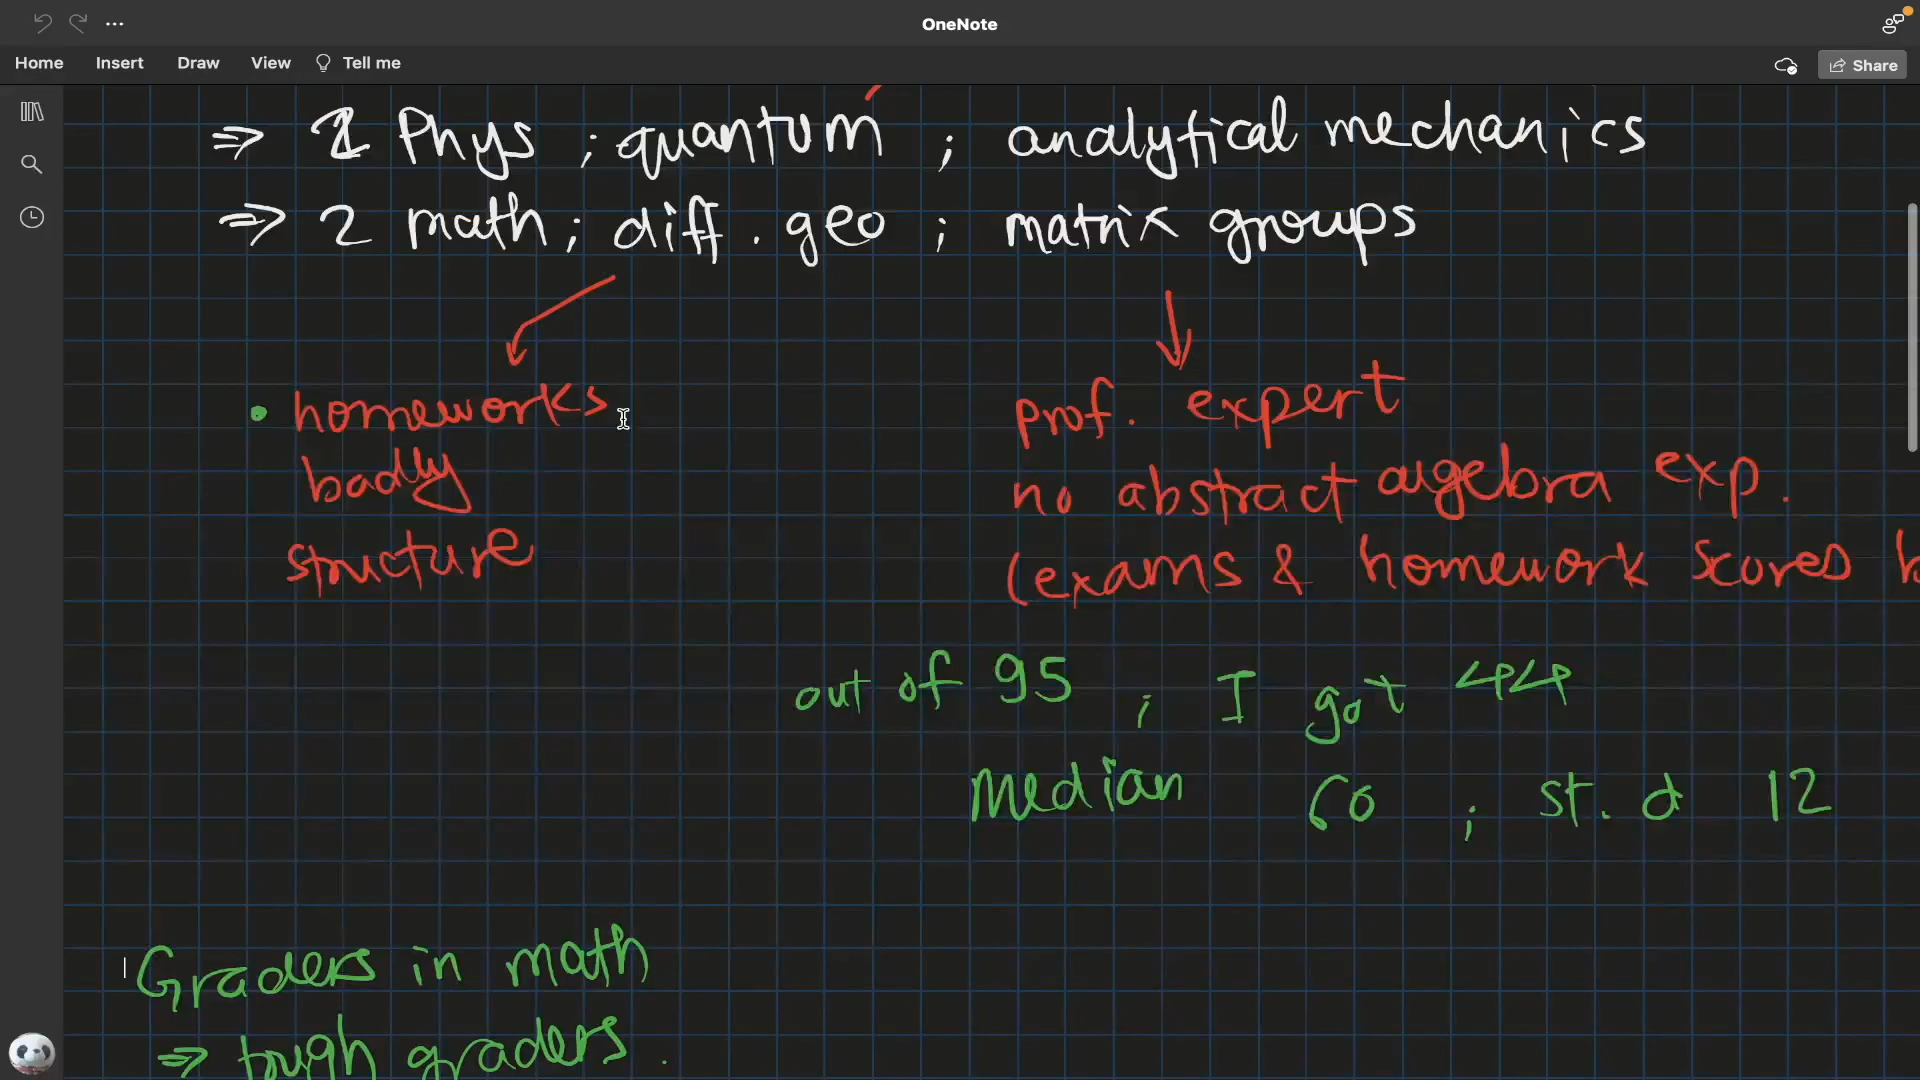 OneNote
Home Insert Draw View Tell me Share
⇒ 2 Phys ; quantum ; analytical mechanics
⇒ 2 math ; diff . geo ; matrix groups
• homeworks
badly
structure
prof. expert
no abstract algebra exp.
(exams & homework scores
out of 95 ; I got 44
Median 60 ; st. d 12
Graders in math
⇒ tough graders.